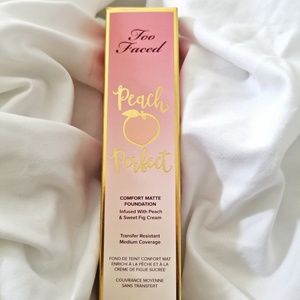 Too
Faced
Peach
Perfect
COMFORT MATTE
FOUNDATION
Infused With Peach
& Sweet Fig Cream
Transfer Resistant
Medium Coverage
FOND DE TEINT CONFORT MAT
ENRICHI À LA PÊCHE ET À LA
CRÈME DE FIGUE SUCRÉE
COUVRANCE MOYENNE
SANS TRANSFERT